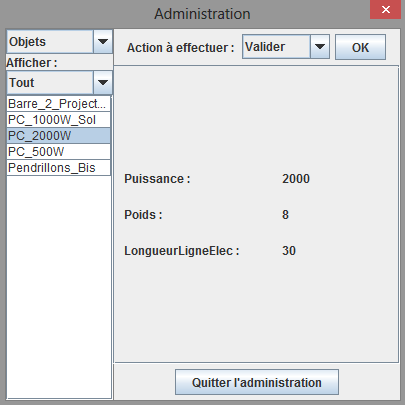 Administration
Objets
Action à effectuer : Valider OK
Afficher :
Tout
Barre_2_Project...
PC_1000W_Sol
PC_2000W
PC_500W
Pendrillons_Bis
Puissance : 2000
Poids : 8
LongueurLigneElec : 30
Quitter l'administration